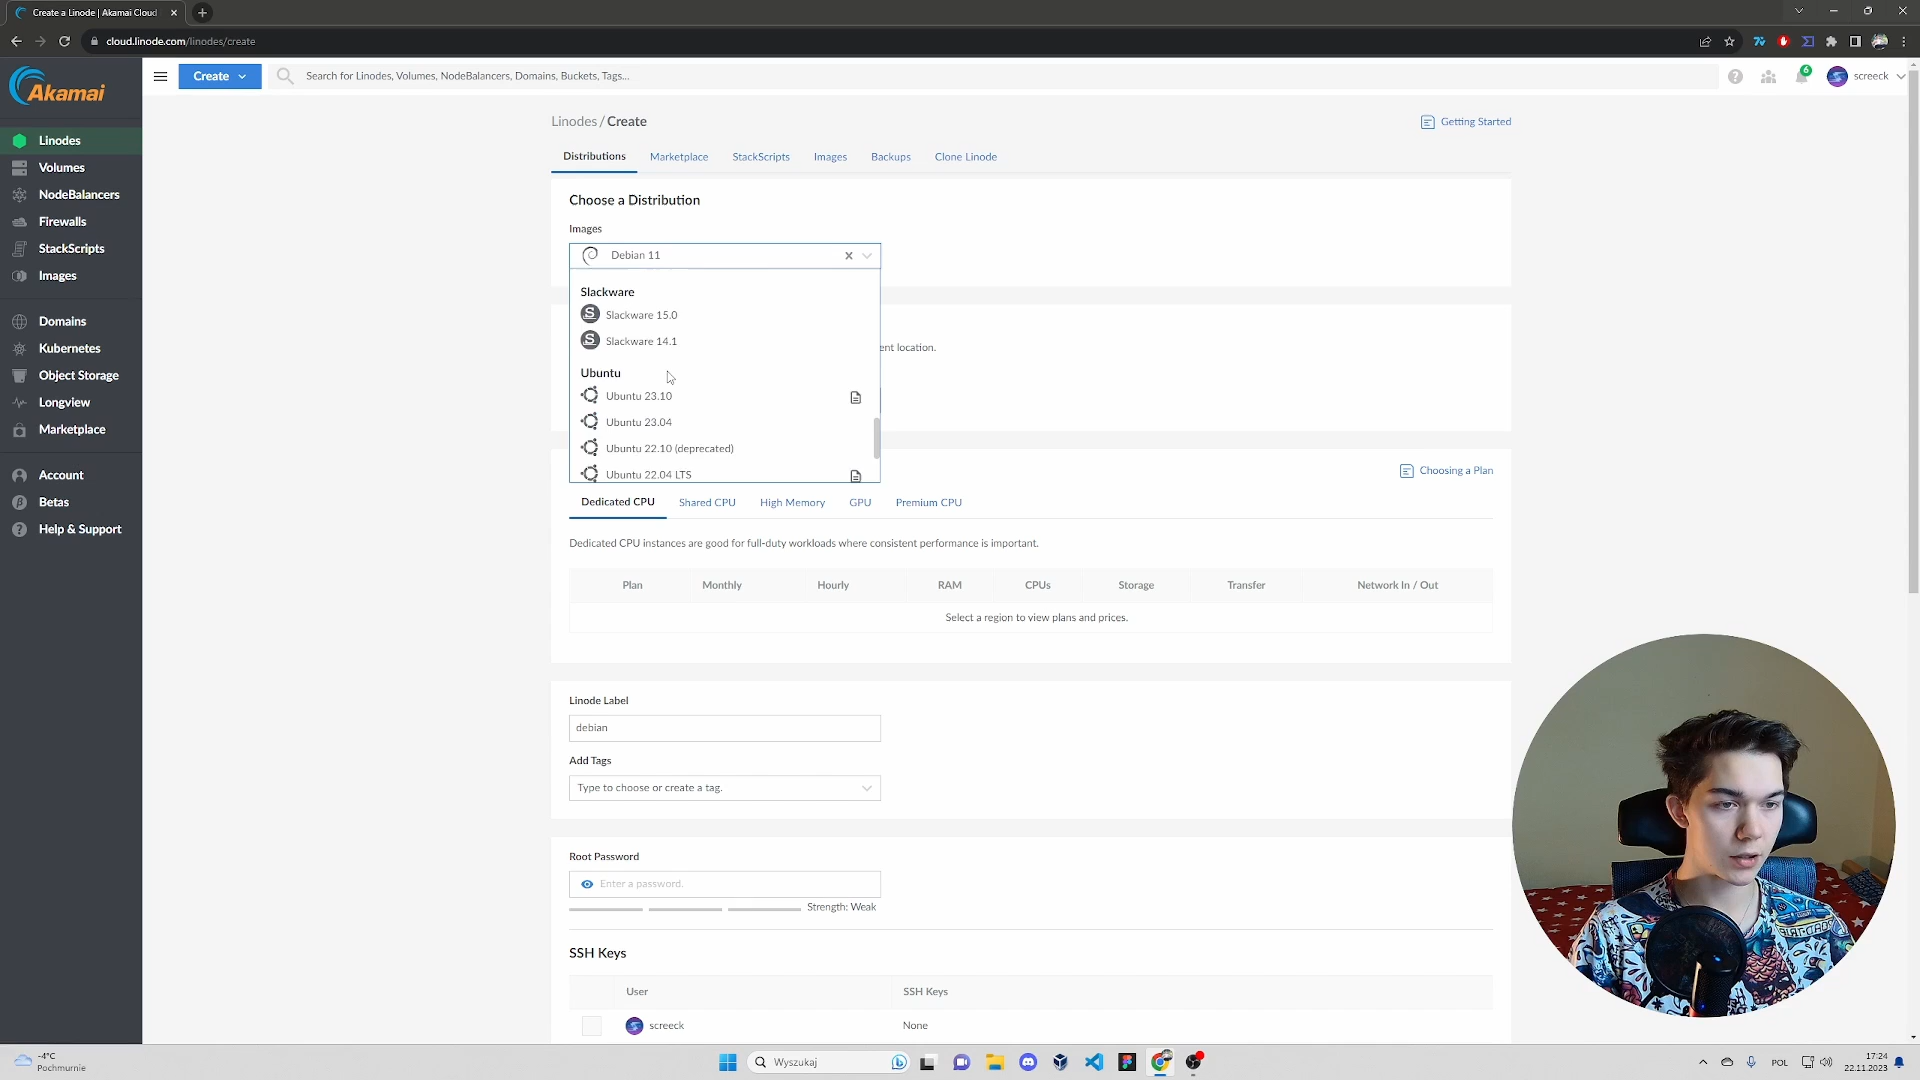 Create a Linode | Akamai Cloud
cloud.linode.com/linodes/create
Akamai
Create
Search for Linodes, Volumes, NodeBalancers, Domains, Buckets, Tags...
6
screeck
Linodes
Volumes
NodeBalancers
Firewalls
StackScripts
Images
Domains
Kubernetes
Object Storage
Longview
Marketplace
Account
Betas
Help & Support
Linodes / Create
Getting Started
Distributions
Marketplace
StackScripts
Images
Backups
Clone Linode
Choose a Distribution
Images
Debian 11
Slackware
Slackware 15.0
Slackware 14.1
Ubuntu
Ubuntu 23.10
Ubuntu 23.04
Ubuntu 22.10 (deprecated)
Ubuntu 22.04 LTS
ent location.
Choosing a Plan
Dedicated CPU
Shared CPU
High Memory
GPU
Premium CPU
Dedicated CPU instances are good for full-duty workloads where consistent performance is important.
Plan Monthly Hourly RAM CPUs Storage Transfer Network In / Out
Select a region to view plans and prices.
Linode Label
debian
Add Tags
Type to choose or create a tag.
Root Password
Enter a password.
Strength: Weak
SSH Keys
User SSH Keys
screeck None
-4°C
Pochmurnie
Wyszukaj
POL
17:24
22.11.2023